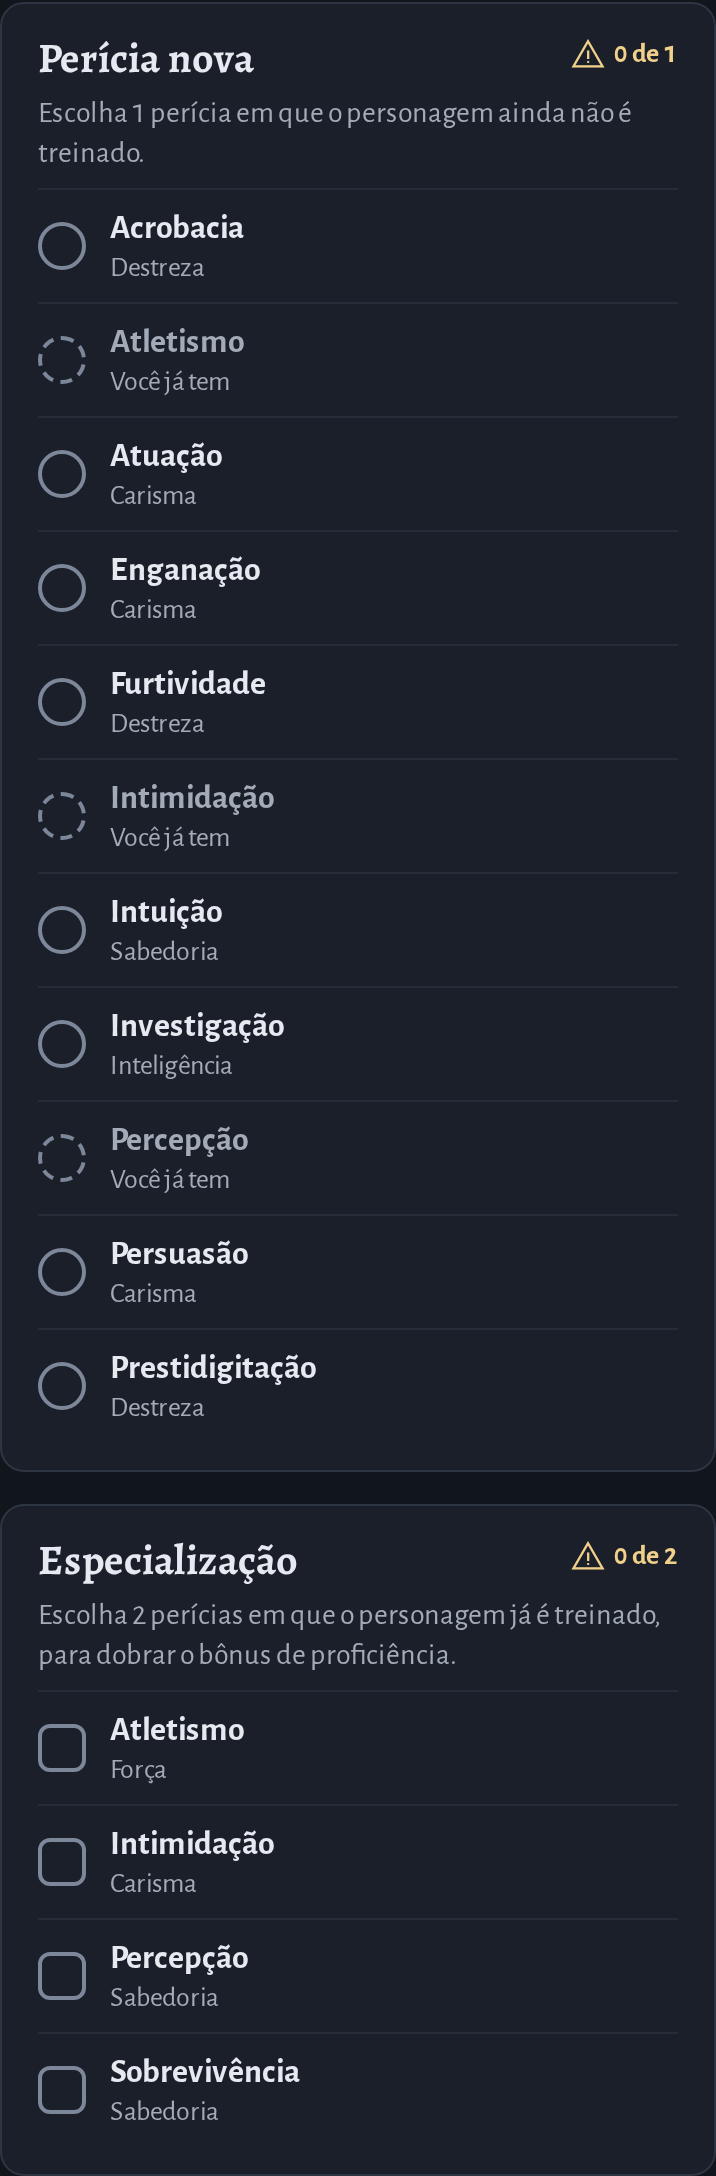 Perícia nova
0 de 1
Escolha 1 perícia em que o personagem ainda não é
treinado.
Acrobacia
Destreza
Atletismo
Você já tem
Atuação
Carisma
Enganação
Carisma
Furtividade
Destreza
Intimidação
Você já tem
Intuição
Sabedoria
Investigação
Inteligência
Percepção
Você já tem
Persuasão
Carisma
Prestidigitação
Destreza
Especialização
0 de 2
Escolha 2 perícias em que o personagem já é treinado,
para dobrar o bônus de proficiência.
Atletismo
Força
Intimidação
Carisma
Percepção
Sabedoria
Sobrevivência
Sabedoria